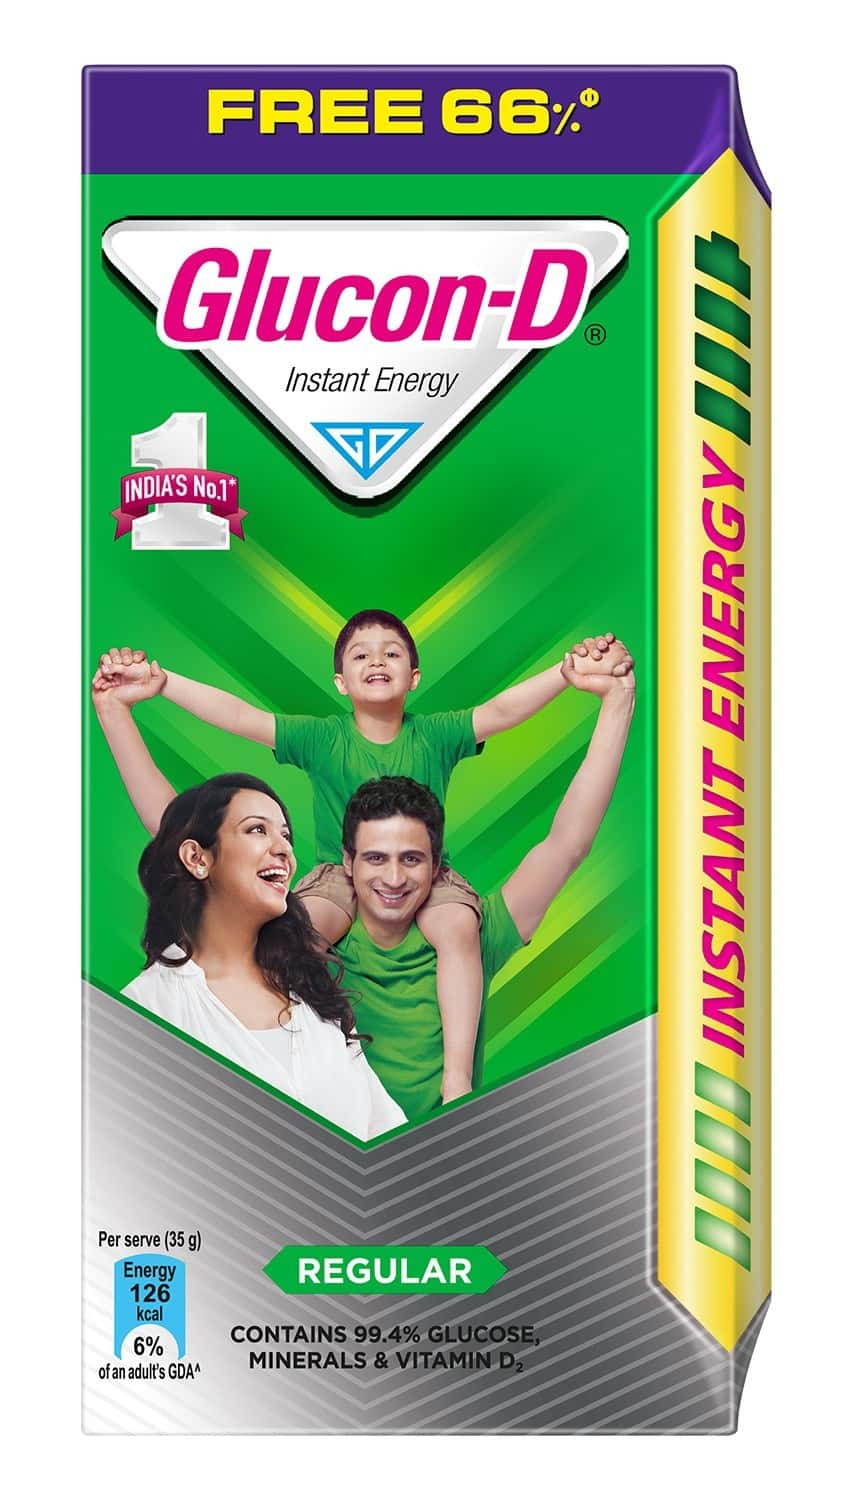 FREE 66%Φ
Glucon-D®
Instant Energy
GD
1
INDIA'S No.1*
INSTANT ENERGY
Per serve (35 g)
Energy
126
kcal
6%
of an adult's GDA^
REGULAR
CONTAINS 99.4% GLUCOSE,
MINERALS & VITAMIN D₂